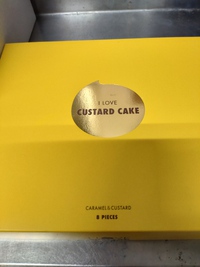 I LOVE
CUSTARD CAKE
CARAMEL & CUSTARD
8 PIECES